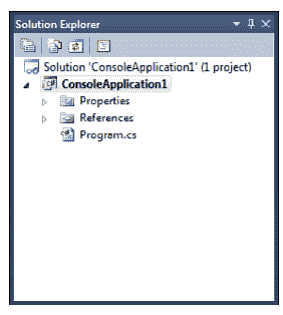 Solution Explorer
Solution 'ConsoleApplication1' (1 project)
ConsoleApplication1
Properties
References
Program.cs